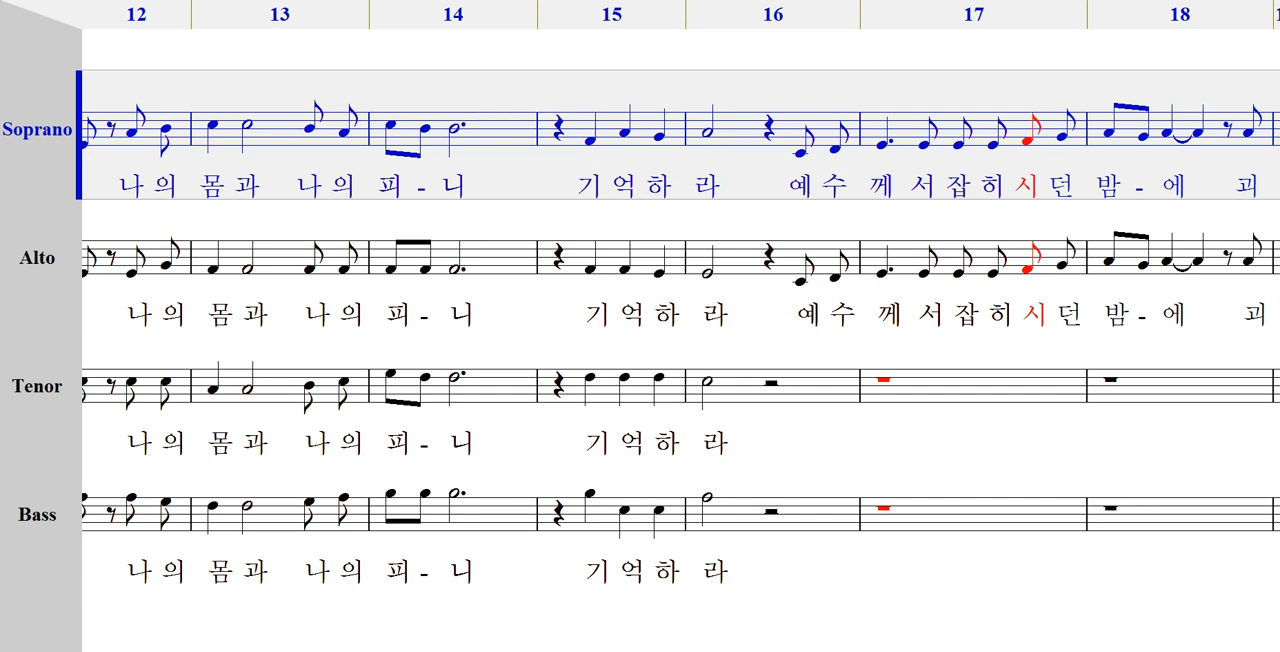 12 13 14 15 16 17 18
Soprano
나 의 몸 과 나 의 피 - 니 기 억 하 라 예 수 께 서 잡 히 시 던 밤 - 에 괴
Alto
나 의 몸 과 나 의 피 - 니 기 억 하 라 예 수 께 서 잡 히 시 던 밤 - 에 괴
Tenor
나 의 몸 과 나 의 피 - 니 기 억 하 라
Bass
나 의 몸 과 나 의 피 - 니 기 억 하 라